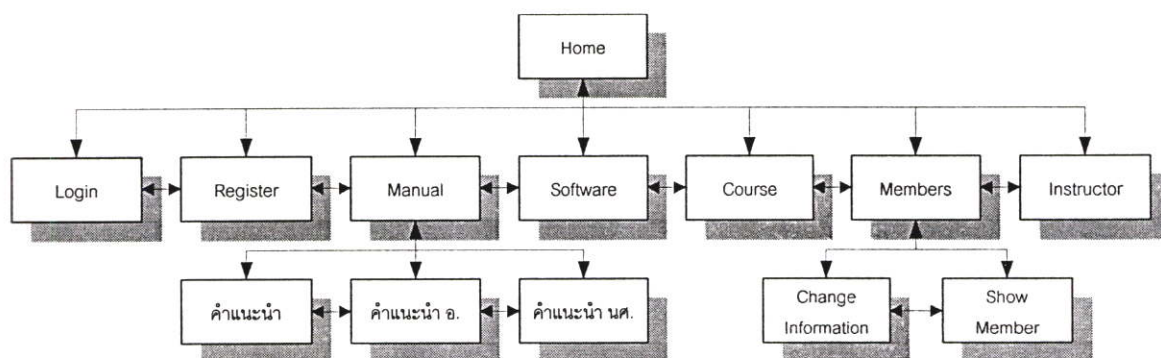 Home
Login
Register
Manual
Software
Course
Members
Instructor
คำแนะนำ
คำแนะนำ อ.
คำแนะนำ นศ.
Change
Information
Show
Member